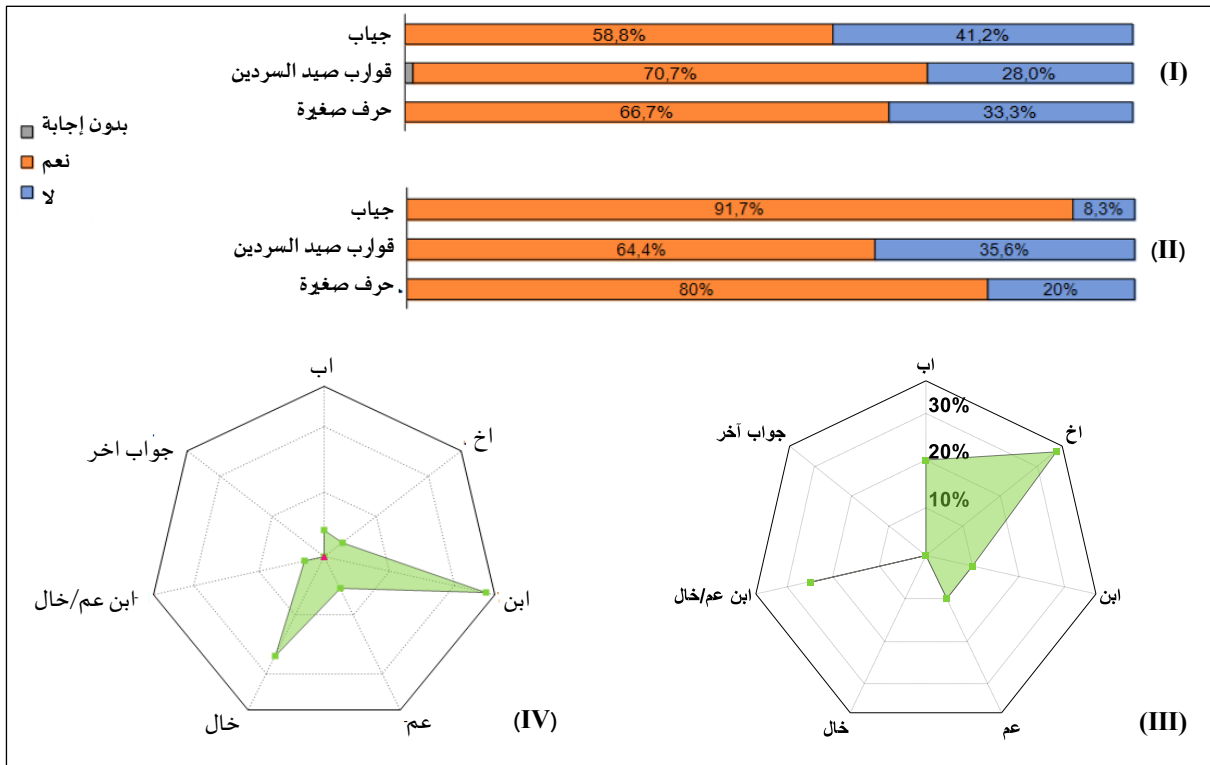 جياب
58,8%
41,2%
قوارب صيد السردين
70,7%
28,0%
(I)
حرف صغيرة
66,7%
33,3%
بدون إجابة
نعم
لا
جياب
91,7%
8,3%
قوارب صيد السردين
64,4%
35,6%
(II)
حرف صغيرة
80%
20%
اب
اخ
ابن
عم
خال
ابن عم/خال
جواب اخر
(IV)
اب
30%
20%
10%
اخ
ابن
عم
خال
ابن عم/خال
جواب آخر
(III)